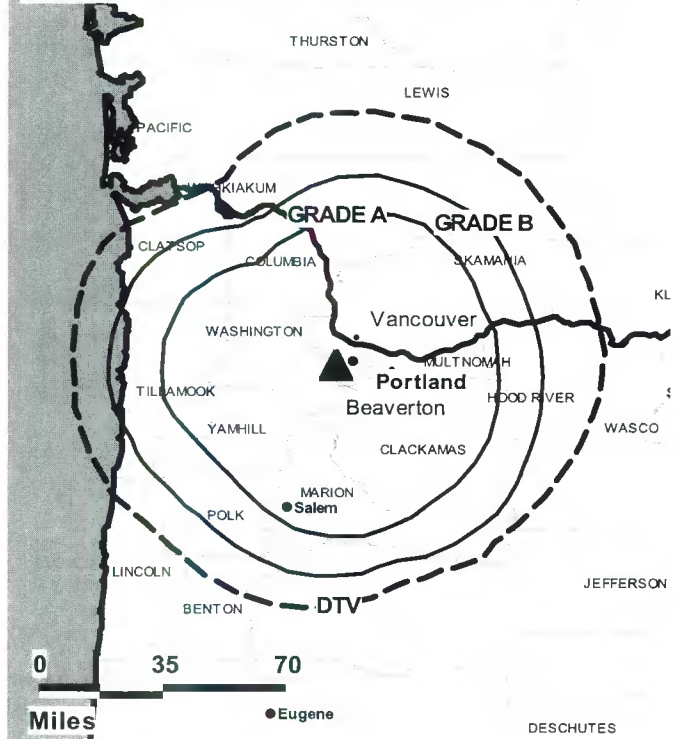 THURSTON
LEWIS
PACIFIC
GRADE A
GRADE B
CLATSOP
COLUMBIA
SKAMANIA
KL
WASHINGTON
Vancouver
MULTNOMAH
Portland
TILLAMOOK
HOOD RIVER
Beaverton
YAMHILL
WASCO
CLACKAMAS
MARION
Salem
POLK
LINCOLN
JEFFERSON
BENTON
DTV
0 35 70
Miles
Eugene
DESCHUTES